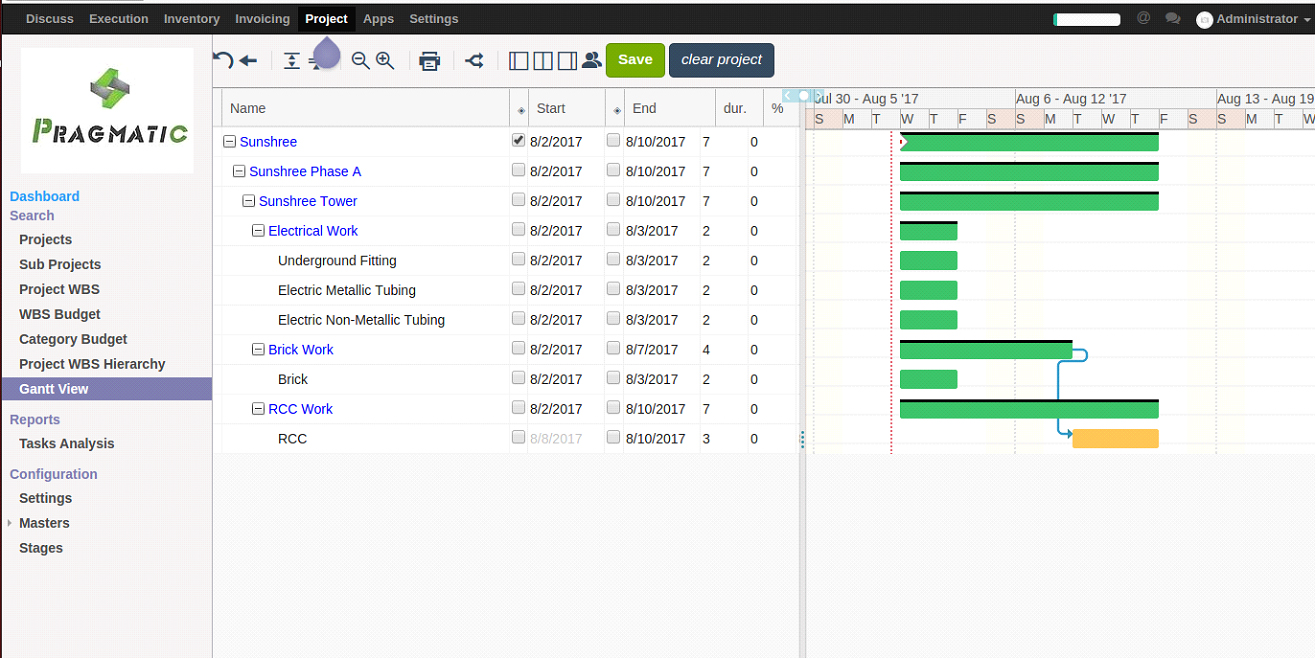 Discuss Execution Inventory Invoicing Project Apps Settings @ Administrator
PRAGMATIC
Save clear project
Dashboard
Search
Projects
Sub Projects
Project WBS
WBS Budget
Category Budget
Project WBS Hierarchy
Gantt View
Reports
Tasks Analysis
Configuration
Settings
Masters
Stages
Name Start End dur. %
Sunshree 8/2/2017 8/10/2017 7 0
Sunshree Phase A 8/2/2017 8/10/2017 7 0
Sunshree Tower 8/2/2017 8/10/2017 7 0
Electrical Work 8/2/2017 8/3/2017 2 0
Underground Fitting 8/2/2017 8/3/2017 2 0
Electric Metallic Tubing 8/2/2017 8/3/2017 2 0
Electric Non-Metallic Tubing 8/2/2017 8/3/2017 2 0
Brick Work 8/2/2017 8/7/2017 4 0
Brick 8/2/2017 8/3/2017 2 0
RCC Work 8/2/2017 8/10/2017 7 0
RCC 8/8/2017 8/10/2017 3 0
Jul 30 - Aug 5 '17 Aug 6 - Aug 12 '17 Aug 13 - Aug 19
S M T W T F S S M T W T F S S M T W